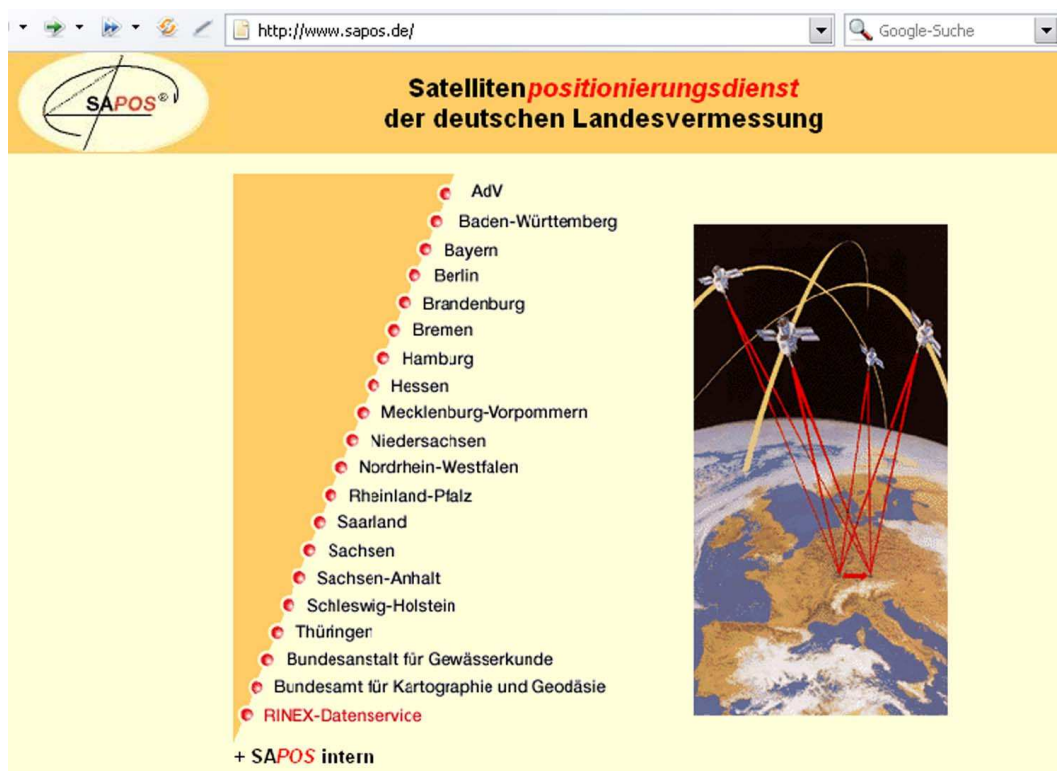 http://www.sapos.de/
Google-Suche
SAPOS®
Satellitenpositionierungsdienst
der deutschen Landesvermessung
AdV
Baden-Württemberg
Bayern
Berlin
Brandenburg
Bremen
Hamburg
Hessen
Mecklenburg-Vorpommern
Niedersachsen
Nordrhein-Westfalen
Rheinland-Pfalz
Saarland
Sachsen
Sachsen-Anhalt
Schleswig-Holstein
Thüringen
Bundesanstalt für Gewässerkunde
Bundesamt für Kartographie und Geodäsie
RINEX-Datenservice
+ SAPOS intern